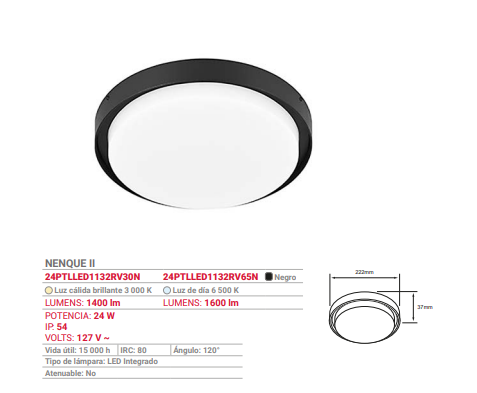 NENQUE II
24PTLLED1132RV30N 24PTLLED1132RV65N Negro
Luz cálida brillante 3 000 K Luz de día 6 500 K
LUMENS: 1400 lm LUMENS: 1600 lm
POTENCIA: 24 W
IP: 54
VOLTS: 127 V ~
Vida útil: 15 000 h IRC: 80 Ángulo: 120°
Tipo de lámpara: LED Integrado
Atenuable: No
222mm
37mm